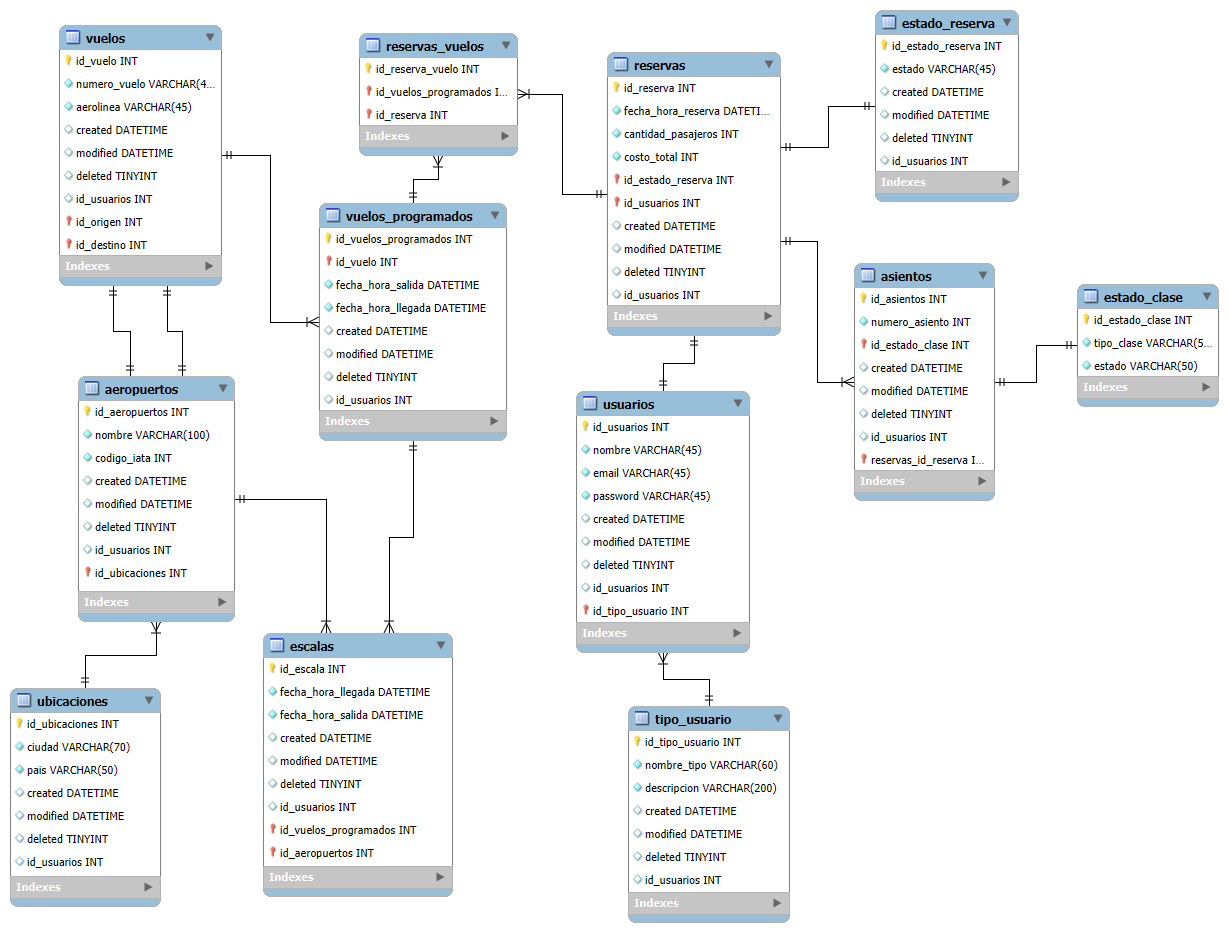 vuelos
id_vuelo INT
numero_vuelo VARCHAR(4...
aerolinea VARCHAR(45)
created DATETIME
modified DATETIME
deleted TINYINT
id_usuarios INT
id_origen INT
id_destino INT
Indexes
reservas_vuelos
id_reserva_vuelo INT
id_vuelos_programados I...
id_reserva INT
Indexes
reservas
id_reserva INT
fecha_hora_reserva DATETI...
cantidad_pasajeros INT
costo_total INT
id_estado_reserva INT
id_usuarios INT
created DATETIME
modified DATETIME
deleted TINYINT
id_usuarios INT
Indexes
estado_reserva
id_estado_reserva INT
estado VARCHAR(45)
created DATETIME
modified DATETIME
deleted TINYINT
id_usuarios INT
Indexes
vuelos_programados
id_vuelos_programados INT
id_vuelo INT
fecha_hora_salida DATETIME
fecha_hora_llegada DATETIME
created DATETIME
modified DATETIME
deleted TINYINT
id_usuarios INT
Indexes
asientos
id_asientos INT
numero_asiento INT
id_estado_clase INT
created DATETIME
modified DATETIME
deleted TINYINT
id_usuarios INT
reservas_id_reserva I...
Indexes
estado_clase
id_estado_clase INT
tipo_clase VARCHAR(5...
estado VARCHAR(50)
Indexes
aeropuertos
id_aeropuertos INT
nombre VARCHAR(100)
codigo_iata INT
created DATETIME
modified DATETIME
deleted TINYINT
id_usuarios INT
id_ubicaciones INT
Indexes
usuarios
id_usuarios INT
nombre VARCHAR(45)
email VARCHAR(45)
password VARCHAR(45)
created DATETIME
modified DATETIME
deleted TINYINT
id_usuarios INT
id_tipo_usuario INT
Indexes
escalas
id_escala INT
fecha_hora_llegada DATETIME
fecha_hora_salida DATETIME
created DATETIME
modified DATETIME
deleted TINYINT
id_usuarios INT
id_vuelos_programados INT
id_aeropuertos INT
Indexes
ubicaciones
id_ubicaciones INT
ciudad VARCHAR(70)
pais VARCHAR(50)
created DATETIME
modified DATETIME
deleted TINYINT
id_usuarios INT
Indexes
tipo_usuario
id_tipo_usuario INT
nombre_tipo VARCHAR(60)
descripcion VARCHAR(200)
created DATETIME
modified DATETIME
deleted TINYINT
id_usuarios INT
Indexes